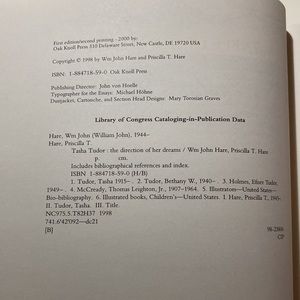 First edition/second printing - 2000 by:
Oak Knoll Press 310 Delaware Street, New Castle, DE 19720 USA
Copyright © 1998 by Wm John Hare and Priscilla T. Hare
ISBN: 1-884718-59-0 Oak Knoll Press
Publishing Director: John von Hoelle
Typographer for the Essays: Michael Höhne
Dustjacket, Cartouche, and Section Head Designs: Mary Torosian Graves
Library of Congress Cataloging-in-Publication Data
Hare, Wm John (William John), 1944–
Hare, Priscilla T.
Tasha Tudor : the direction of her dreams / Wm John Hare, Priscilla T. Hare
p. cm.
Includes bibliographical references and index.
ISBN 1-884718-59-0 (H/B)
1. Tudor, Tasha 1915– . 2. Tudor, Bethany W., 1940– . 3. Holmes, Efner Tudor,
1949– . 4. McCready, Thomas Leighton, Jr., 1907–1964. 5. Illustrators—United States—
Bio-bibliography. 6. Illustrated books, Children's—United States. I. Hare, Priscilla T., 1945–
II. Tudor, Tasha. III. Title.
NC975.5.T82H37 1998
741.6'42'092—dc21
[B]
CP